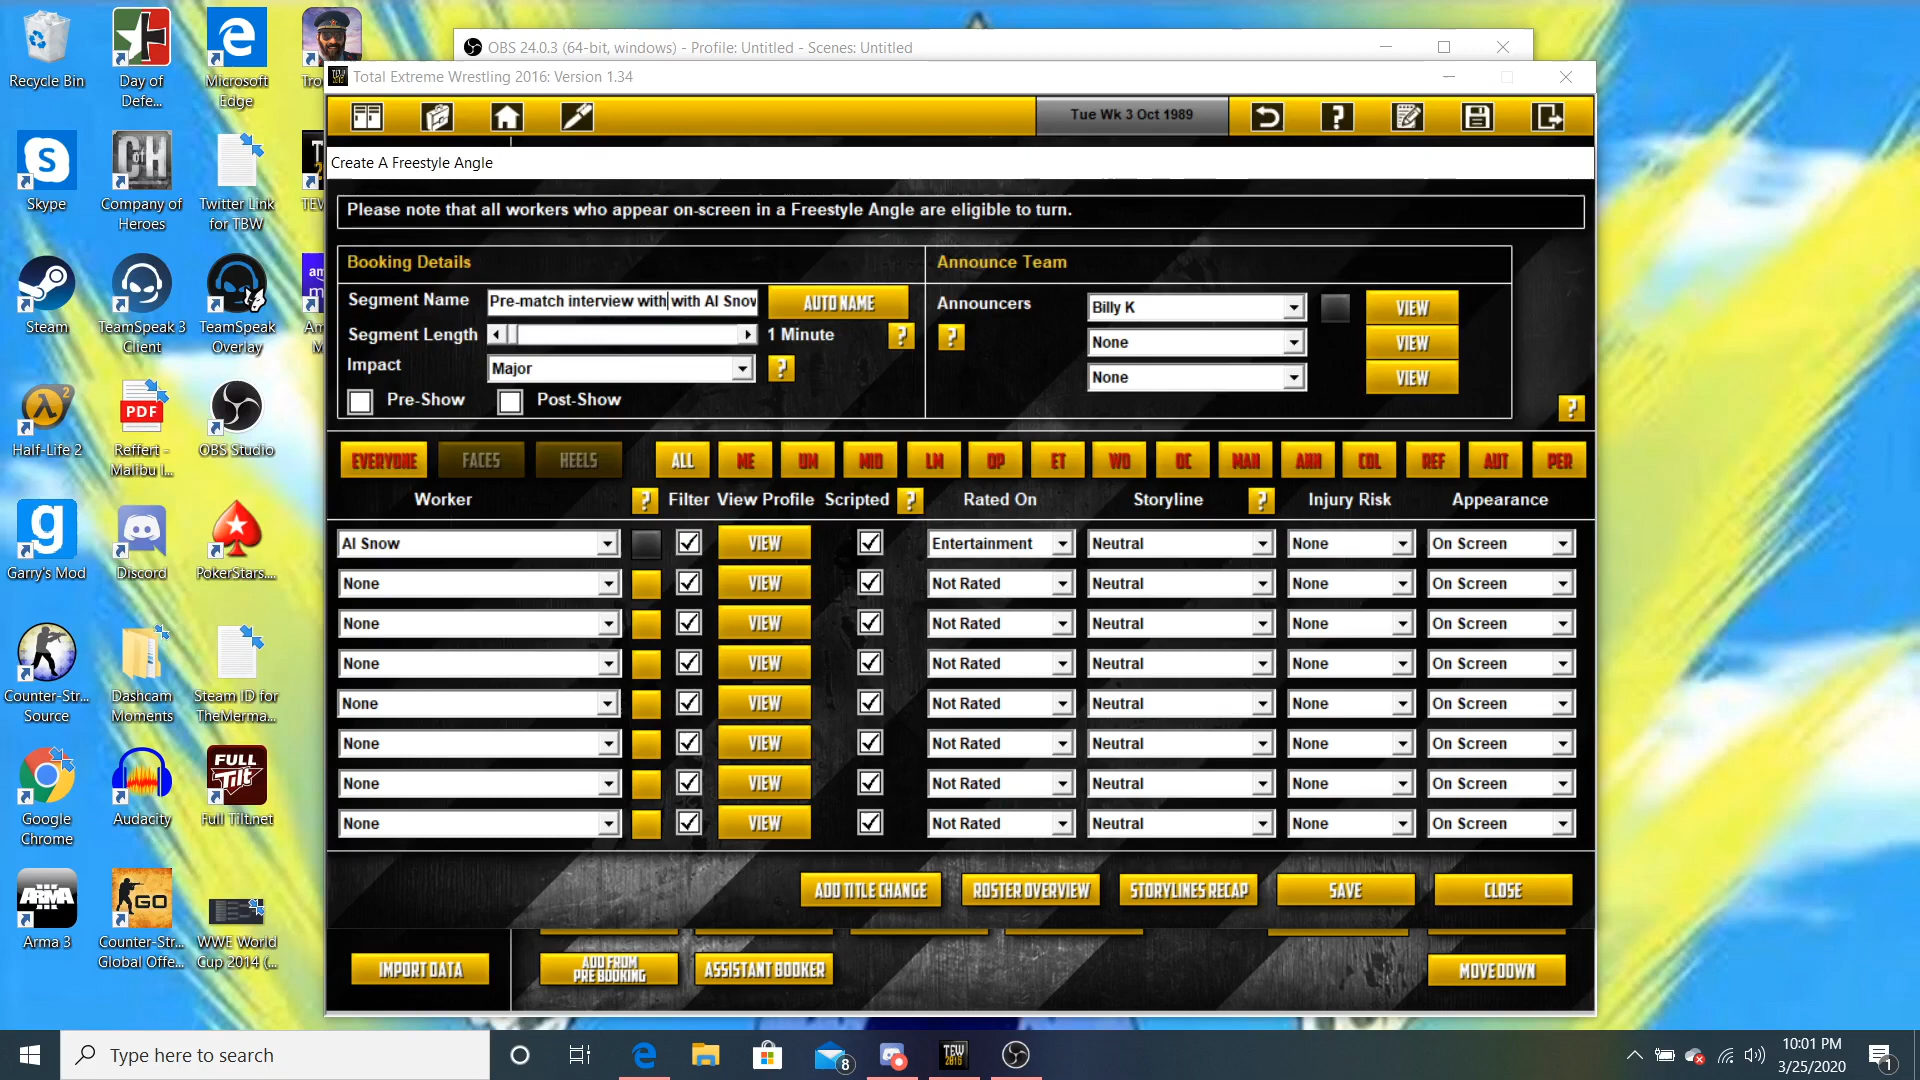 OBS 24.0.3 (64-bit, windows) - Profile: Untitled - Scenes: Untitled
Total Extreme Wrestling 2016: Version 1.34
Tue Wk 3 Oct 1989
Create A Freestyle Angle
Please note that all workers who appear on-screen in a Freestyle Angle are eligible to turn.
Booking Details
Announce Team
Segment Name Pre-match interview with with Al Snow AUTO NAME
Announcers Billy K VIEW
Segment Length 1 Minute ?
? None VIEW
Impact Major ?
None VIEW
Pre-Show Post-Show
?
EVERYONE FACES HEELS ALL ME UM MID LM OP ET WO OC MAN ANN COL REF AUT PER
Worker ? Filter View Profile Scripted ? Rated On Storyline ? Injury Risk Appearance
Al Snow VIEW Entertainment Neutral None On Screen
None VIEW Not Rated Neutral None On Screen
None VIEW Not Rated Neutral None On Screen
None VIEW Not Rated Neutral None On Screen
None VIEW Not Rated Neutral None On Screen
None VIEW Not Rated Neutral None On Screen
None VIEW Not Rated Neutral None On Screen
None VIEW Not Rated Neutral None On Screen
ADD TITLE CHANGE ROSTER OVERVIEW STORYLINES RECAP SAVE CLOSE
IMPORT DATA
ADD FROM
PRE BOOKING
ASSISTANT BOOKER
MOVE DOWN
Recycle Bin
Day of
Defe...
Microsoft
Edge
Skype
Company of
Heroes
Twitter Link
for TBW
Steam
TeamSpeak 3
Client
TeamSpeak
Overlay
Half-Life 2
PDF
Reffert -
Malibu l...
OBS Studio
Garry's Mod
Discord
PokerStars....
Counter-Str...
Source
Dashcam
Moments
Steam ID for
TheMerma...
Google
Chrome
Audacity
FULL
TiLT
Full Tilt.net
ARMA
Arma 3
GO
Counter-Str...
Global Offe...
WWE World
Cup 2014 (...
Type here to search
8
TEW
2016
10:01 PM
3/25/2020
1